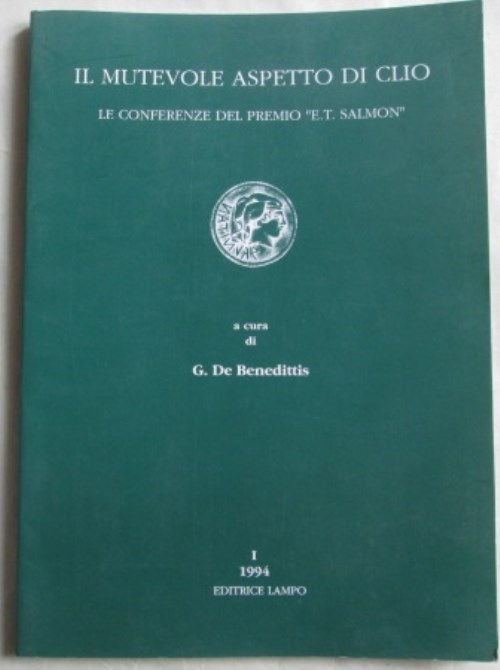 IL MUTEVOLE ASPETTO DI CLIO
LE CONFERENZE DEL PREMIO "E.T. SALMON"
a cura
di
G. De Benedittis
I
1994
EDITRICE LAMPO